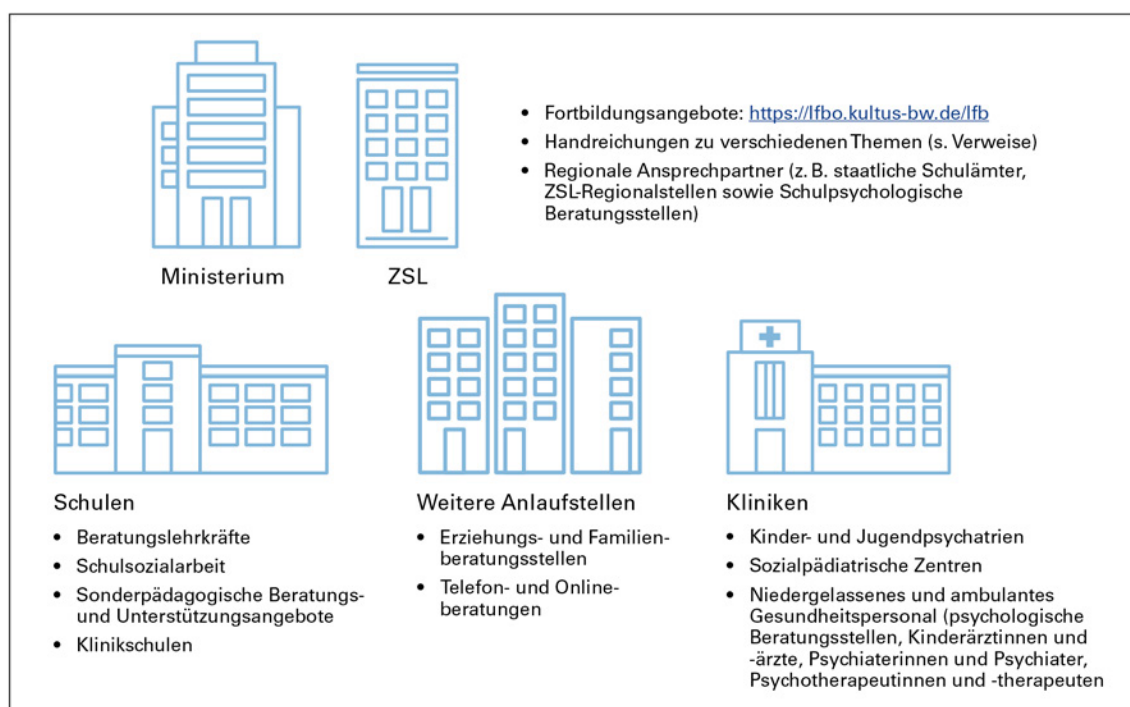 • Fortbildungsangebote: https://lfbo.kultus-bw.de/lfb
• Handreichungen zu verschiedenen Themen (s. Verweise)
• Regionale Ansprechpartner (z. B. staatliche Schulämter,
ZSL-Regionalstellen sowie Schulpsychologische
Beratungsstellen)
Ministerium
ZSL
Schulen
• Beratungslehrkräfte
• Schulsozialarbeit
• Sonderpädagogische Beratungs-
und Unterstützungsangebote
• Klinikschulen
Weitere Anlaufstellen
• Erziehungs- und Familien-
beratungsstellen
• Telefon- und Online-
beratungen
Kliniken
• Kinder- und Jugendpsychatrien
• Sozialpädiatrische Zentren
• Niedergelassenes und ambulantes
Gesundheitspersonal (psychologische
Beratungsstellen, Kinderärztinnen und
-ärzte, Psychiaterinnen und Psychiater,
Psychotherapeutinnen und -therapeuten